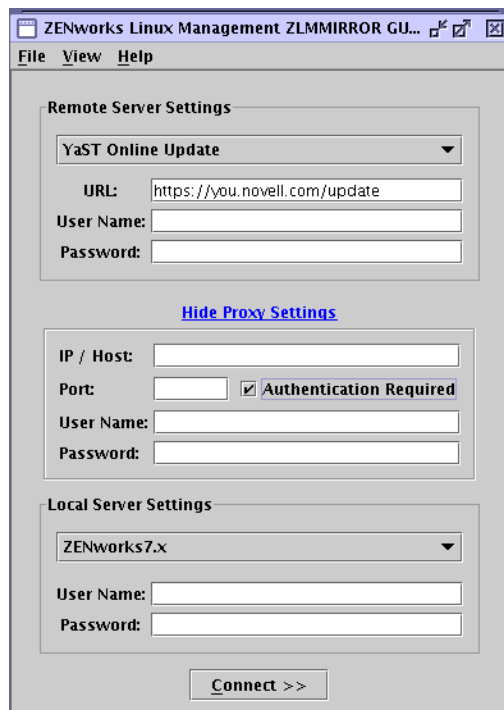 ZENworks Linux Management ZLMMIRROR GU...
File View Help
Remote Server Settings
YaST Online Update
URL: https://you.novell.com/update
User Name:
Password:
Hide Proxy Settings
IP / Host:
Port: Authentication Required
User Name:
Password:
Local Server Settings
ZENworks7.x
User Name:
Password:
Connect >>